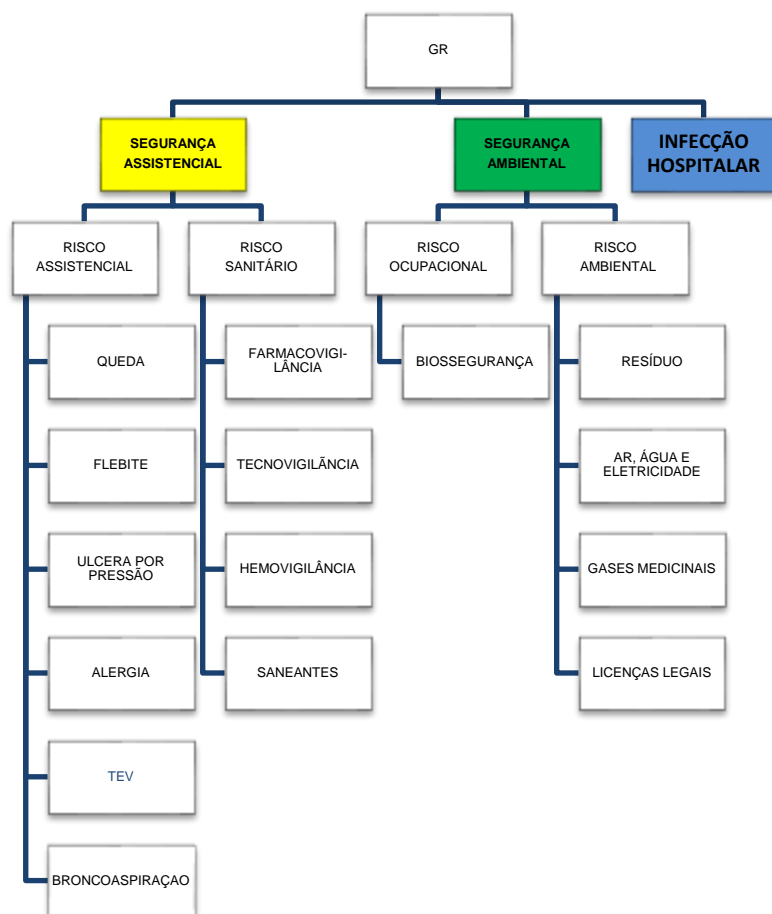 GR
SEGURANÇA
ASSISTENCIAL
SEGURANÇA
AMBIENTAL
INFECÇÃO
HOSPITALAR
RISCO
ASSISTENCIAL
RISCO
SANITÁRIO
RISCO
OCUPACIONAL
RISCO
AMBIENTAL
QUEDA
FARMACOVIGI-
LÂNCIA
BIOSSEGURANÇA
RESÍDUO
FLEBITE
TECNOVIGILÃNCIA
AR, ÁGUA E
ELETRICIDADE
ULCERA POR
PRESSÃO
HEMOVIGILÂNCIA
GASES MEDICINAIS
ALERGIA
SANEANTES
LICENÇAS LEGAIS
TEV
BRONCOASPIRAÇAO